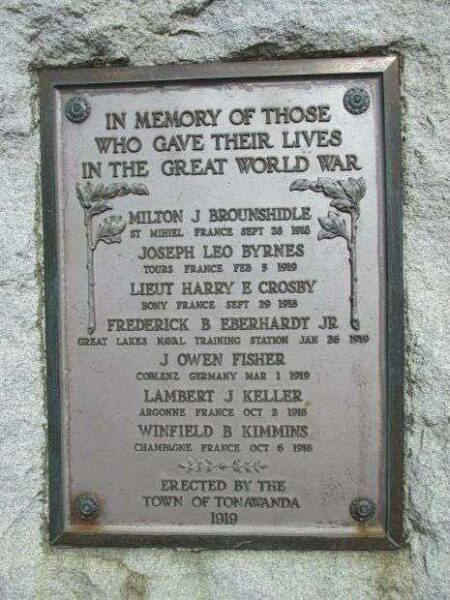 IN MEMORY OF THOSE
WHO GAVE THEIR LIVES
IN THE GREAT WORLD WAR
MILTON J BROUNSHIDLE
ST MIHIEL FRANCE SEPT 28 1918
JOSEPH LEO BYRNES
TOURS FRANCE FEB 5 1919
LIEUT HARRY E CROSBY
BONY FRANCE SEPT 29 1918
FREDERICK B EBERHARDT JR
GREAT LAKES NAVAL TRAINING STATION JAN 26 1919
J OWEN FISHER
COBLENZ GERMANY MAR 1 1919
LAMBERT J KELLER
ARGONNE FRANCE OCT 2 1918
WINFIELD B KIMMINS
CHAMPAGNE FRANCE OCT 6 1918
ERECTED BY THE
TOWN OF TONAWANDA
1919